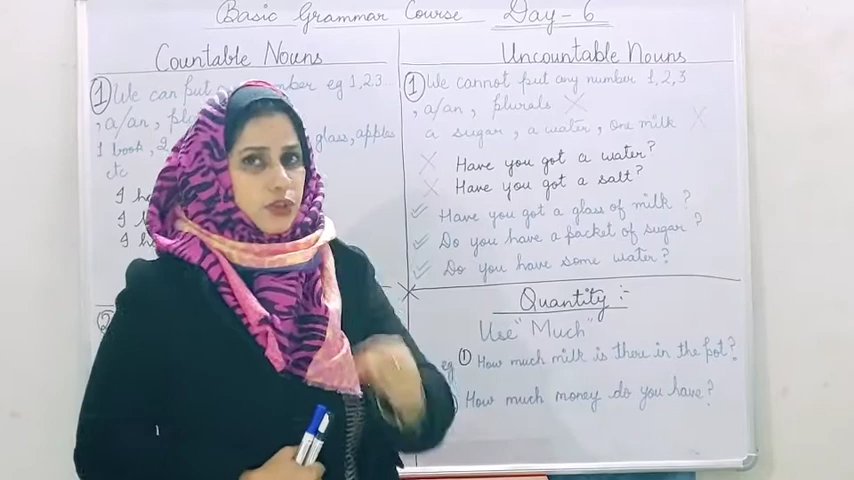 Basic Grammar Course Day-6
Countable Nouns
① We can put number eg 1,2,3
, a/an,
1 book, glass, apples
etc
I
I
I
②
Uncountable Nouns
① We cannot put any number 1,2,3
, a/an, plurals
a sugar, a water, one milk
Have you got a water?
Have you got a salt?
Have you got a glass of milk?
Do you have a packet of sugar?
Do you have some water?
Quantity :-
Use "Much"
eg ① How much milk is there in the pot?
How much money do you have?